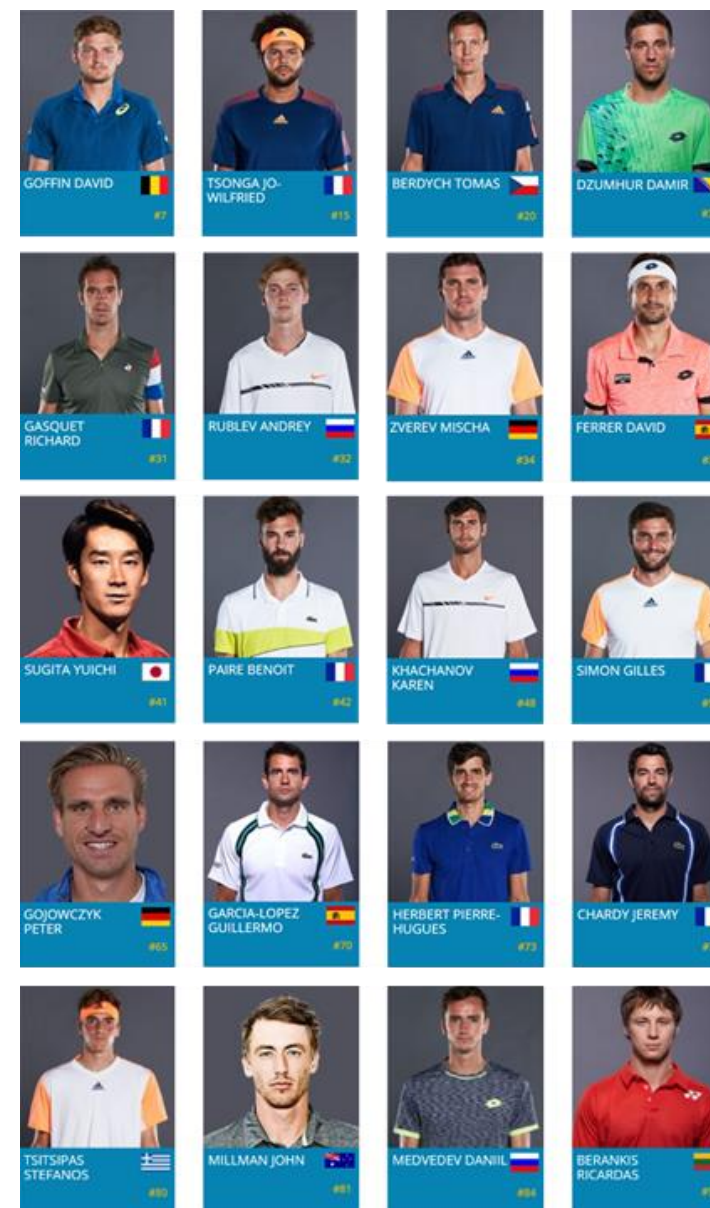 GOFFIN DAVID
#7
TSONGA JO-
WILFRIED
#15
BERDYCH TOMAS
#20
DZUMHUR DAMIR
GASQUET
RICHARD
#31
RUBLEV ANDREY
#32
ZVEREV MISCHA
#34
FERRER DAVID
SUGITA YUICHI
#41
PAIRE BENOIT
#42
KHACHANOV
KAREN
#48
SIMON GILLES
GOJOWCZYK
PETER
#65
GARCIA-LOPEZ
GUILLERMO
#70
HERBERT PIERRE-
HUGUES
#73
CHARDY JEREMY
TSITSIPAS
STEFANOS
#80
MILLMAN JOHN
#81
MEDVEDEV DANIIL
#84
BERANKIS
RICARDAS